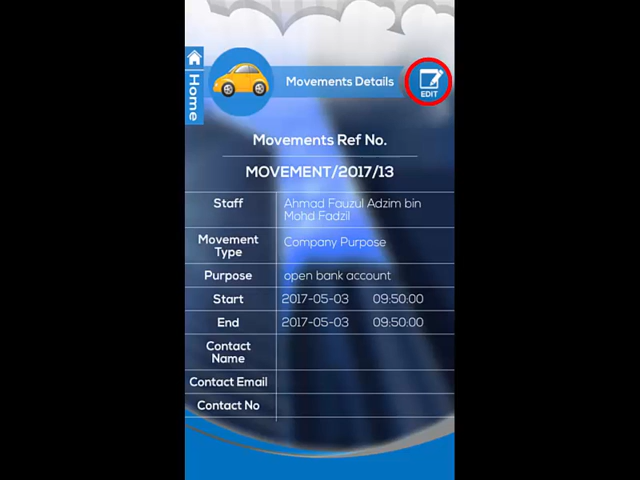 Home
Movements Details
EDIT
Movements Ref No.
MOVEMENT/2017/13
Staff
Ahmad Fauzul Adzim bin
Mohd Fadzil
Movement
Type
Company Purpose
Purpose
open bank account
Start
2017-05-03 09:50:00
End
2017-05-03 09:50:00
Contact
Name
Contact Email
Contact No